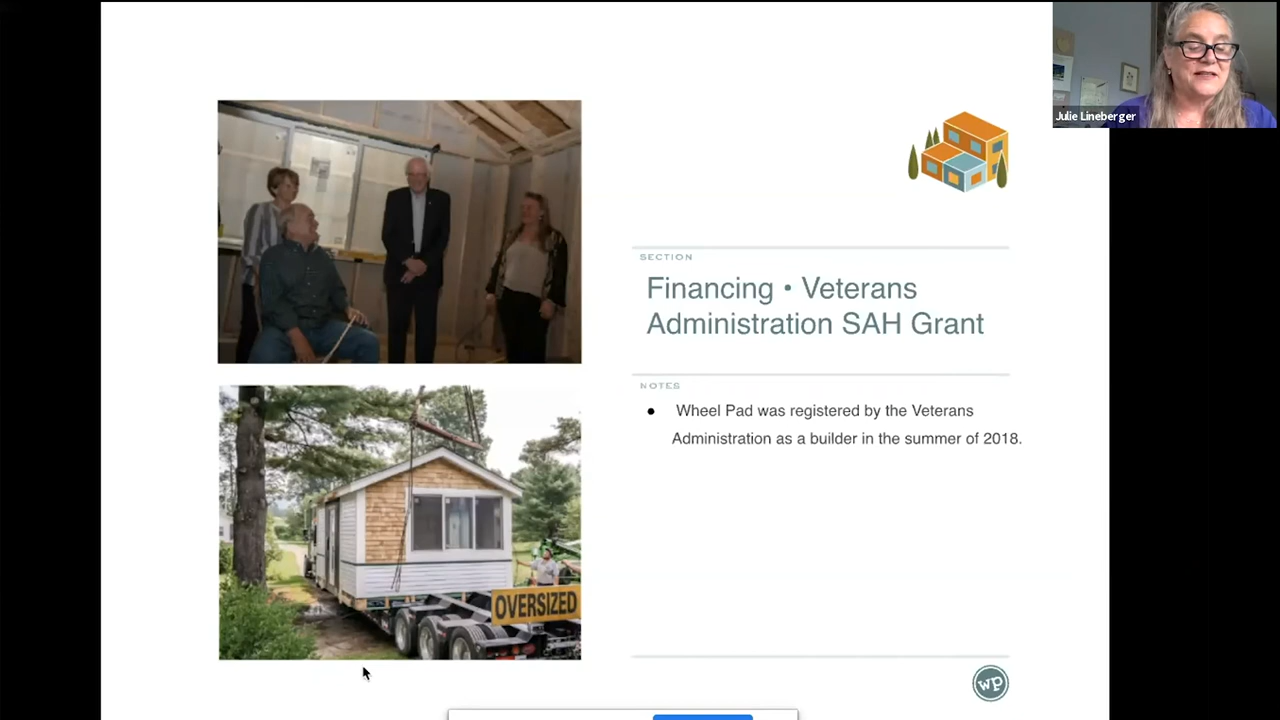 Julie Lineberger
SECTION
Financing • Veterans
Administration SAH Grant
NOTES
● Wheel Pad was registered by the Veterans
Administration as a builder in the summer of 2018.
OVERSIZED
wp